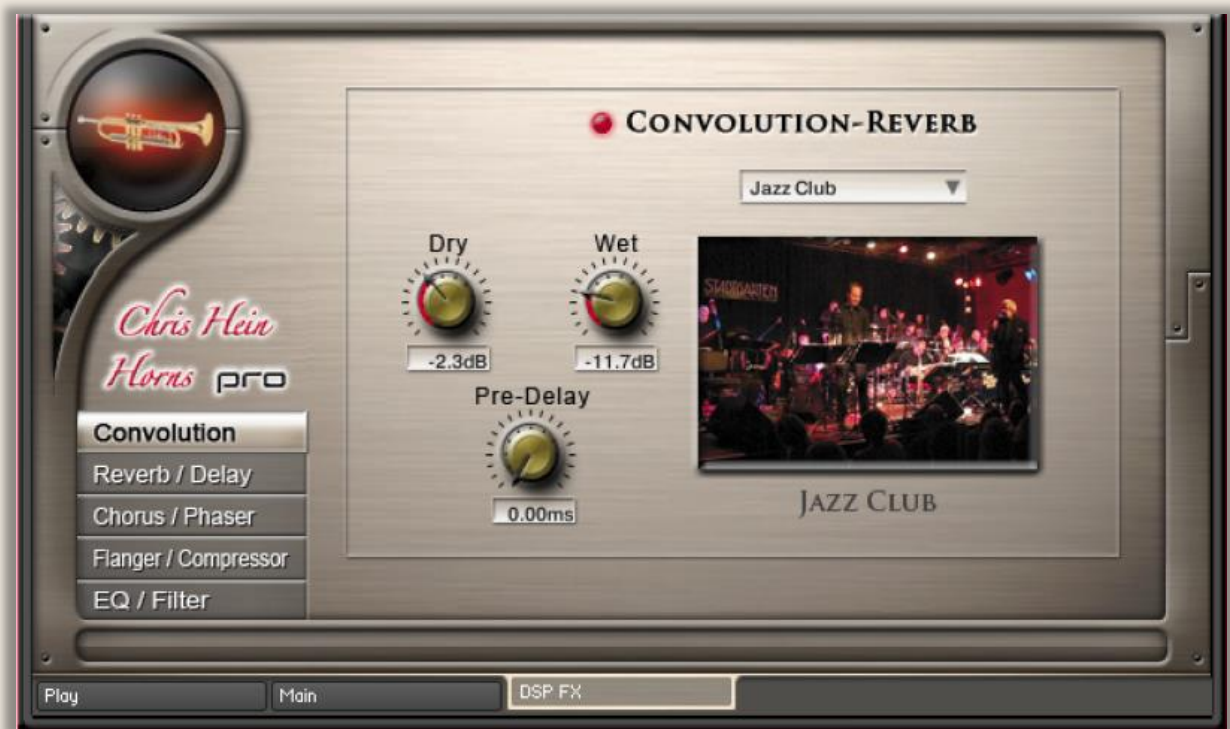 CONVOLUTION-REVERB
Jazz Club
Dry
Wet
-2.3dB
-11.7dB
Pre-Delay
0.00ms
STADTGARTEN
JAZZ CLUB
Chris Hein
Horns pro
Convolution
Reverb / Delay
Chorus / Phaser
Flanger / Compressor
EQ / Filter
Play
Main
DSP FX